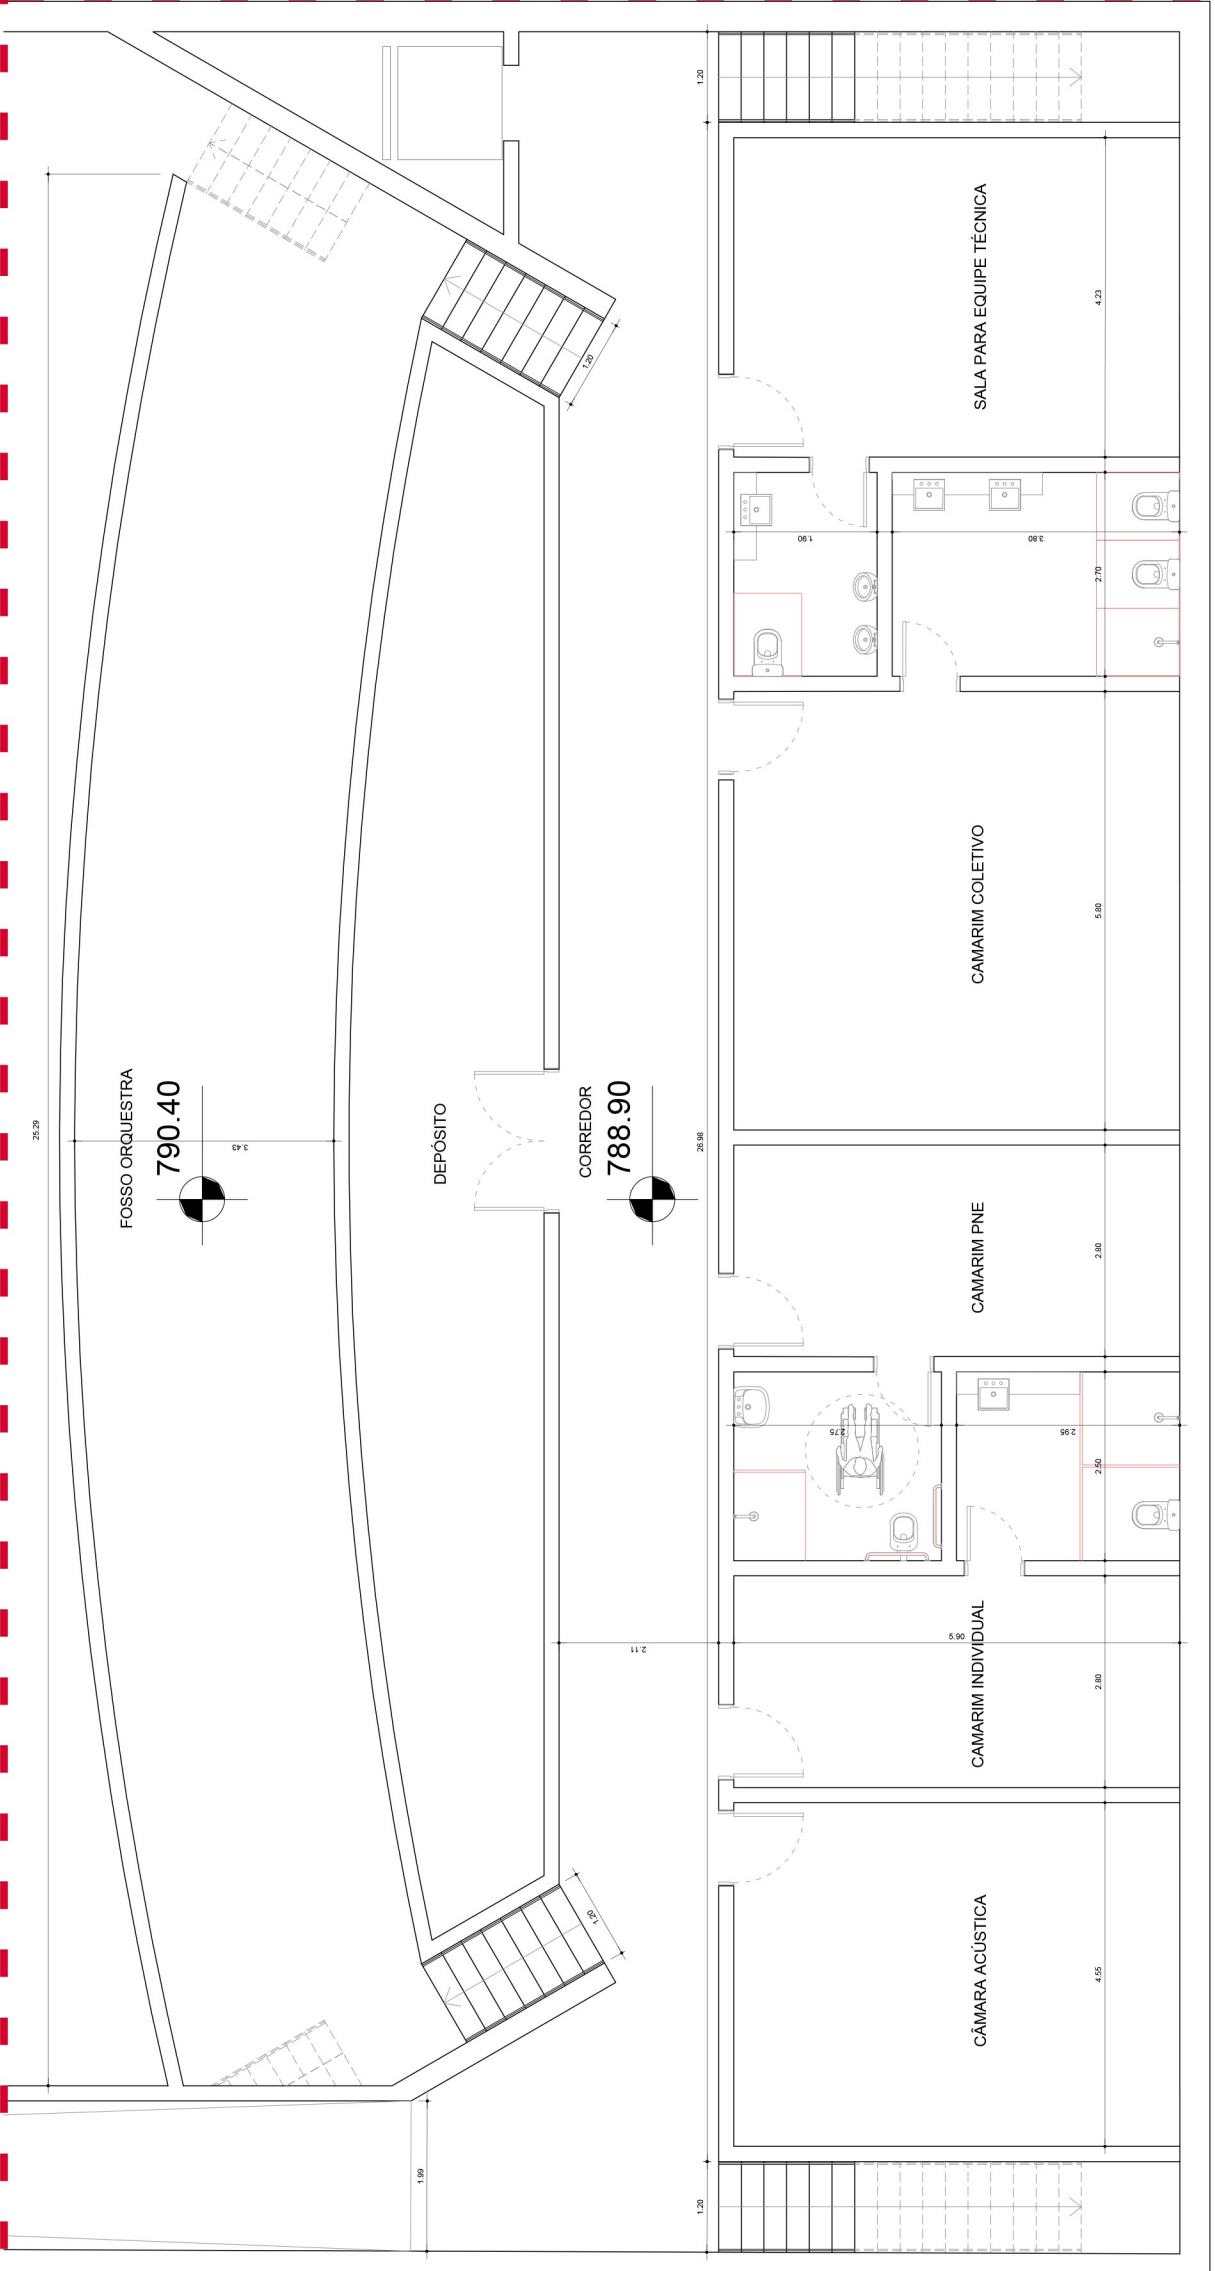 FOSSO ORQUESTRA
790.40
DEPÓSITO
CORREDOR
788.90
SALA PARA EQUIPE TÉCNICA
CAMARIM COLETIVO
CAMARIM PNE
CAMARIM INDIVIDUAL
CÂMARA ACÚSTICA
25.29
3.43
26.98
1.20
1.20
1.20
1.20
1.99
2.11
5.90
4.23
1.90
3.80
2.70
5.80
2.80
2.75
2.95
2.50
2.80
4.55